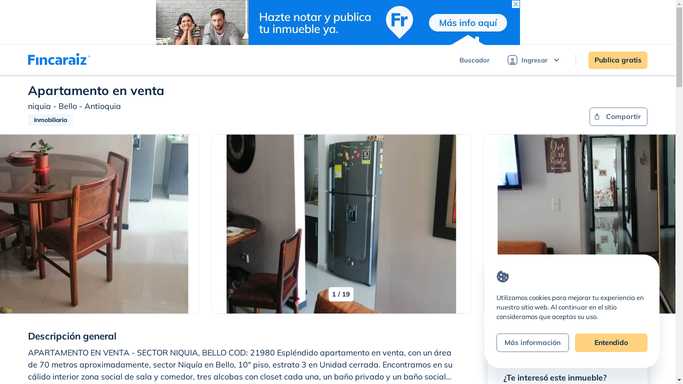 Hazte notar y publica
tu inmueble ya.
Fr
Más info aquí
Fincaraiz
Buscador
Ingresar
Publica gratis
Apartamento en venta
niquia - Bello - Antioquia
Inmobiliaria
Compartir
1 / 19
Utilizamos cookies para mejorar tu experiencia en
nuestro sitio web. Al continuar en el sitio
consideramos que aceptas su uso.
Más información
Entendido
Descripción general
APARTAMENTO EN VENTA - SECTOR NIQUIA, BELLO COD: 21980 Espléndido apartamento en venta, con un área
de 70 metros aproximadamente, sector Niquía en Bello, 10° piso, estrato 3 en Unidad cerrada. Encontramos en su
cálido interior zona social de sala y comedor, tres alcobas con closet cada una, un baño privado y un baño social...
¿Te interesó este inmueble?